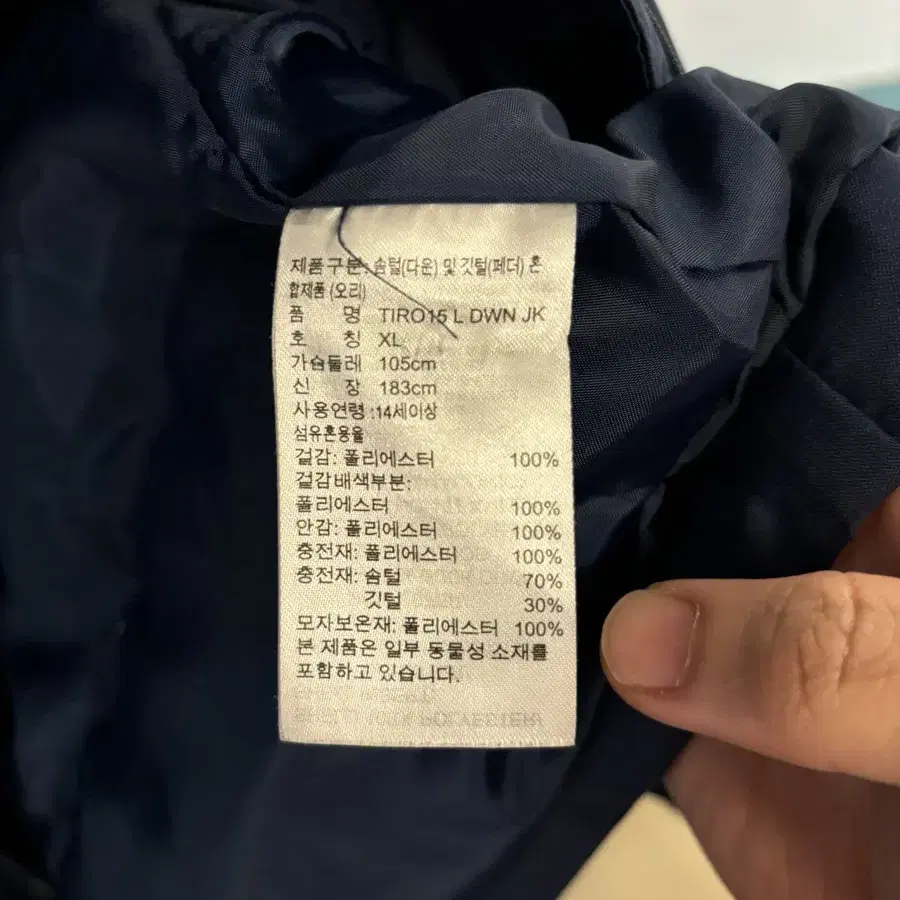 제품구분: 솜털(다운) 및 깃털(페더) 혼
합제품 (오리)
품 명 TIRO15 L DWN JK
호 칭 XL
가슴둘레 105cm
신 장 183cm
사용연령 :14세이상
섬유혼용율
겉감: 폴리에스터 100%
겉감배색부분:
폴리에스터 100%
안감: 폴리에스터 100%
충전재: 폴리에스터 100%
충전재: 솜털 70%
깃털 30%
모자보온재: 폴리에스터 100%
본 제품은 일부 동물성 소재를
포함하고 있습니다.